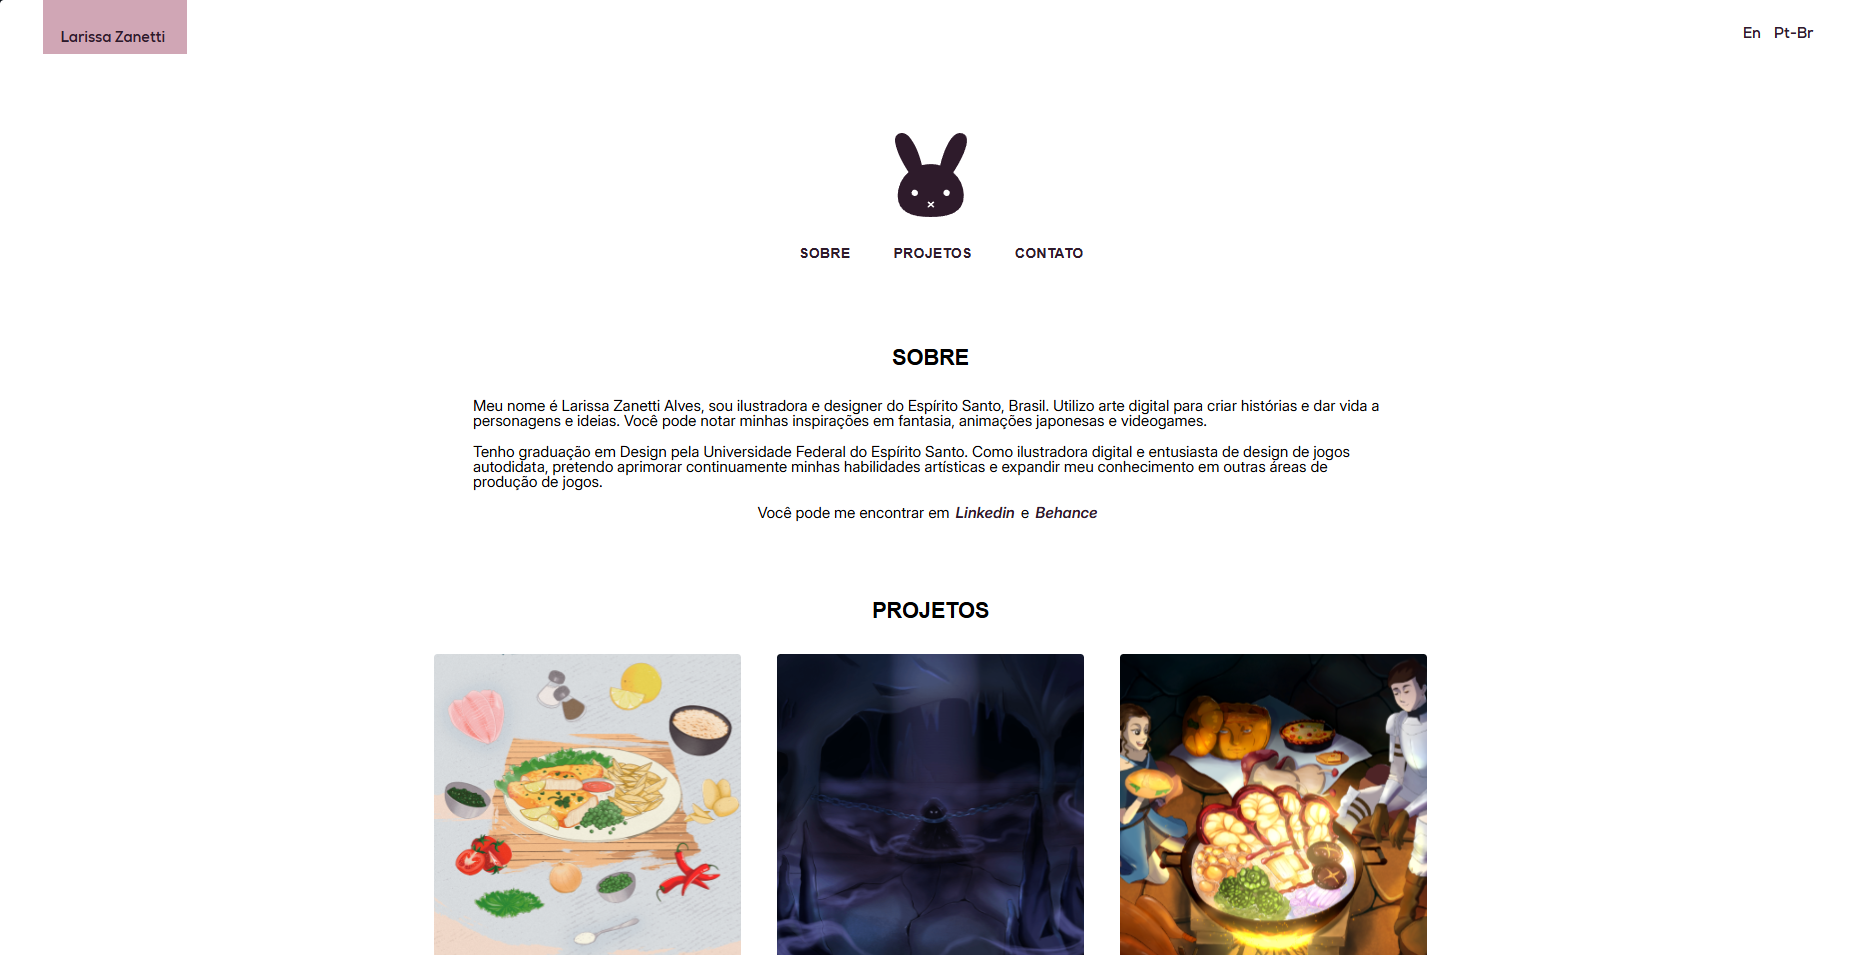 Larissa Zanetti
En Pt-Br
SOBRE PROJETOS CONTATO
SOBRE
Meu nome é Larissa Zanetti Alves, sou ilustradora e designer do Espírito Santo, Brasil. Utilizo arte digital para criar histórias e dar vida a
personagens e ideias. Você pode notar minhas inspirações em fantasia, animações japonesas e videogames.
Tenho graduação em Design pela Universidade Federal do Espírito Santo. Como ilustradora digital e entusiasta de design de jogos
autodidata, pretendo aprimorar continuamente minhas habilidades artísticas e expandir meu conhecimento em outras áreas de
produção de jogos.
Você pode me encontrar em Linkedin e Behance
PROJETOS